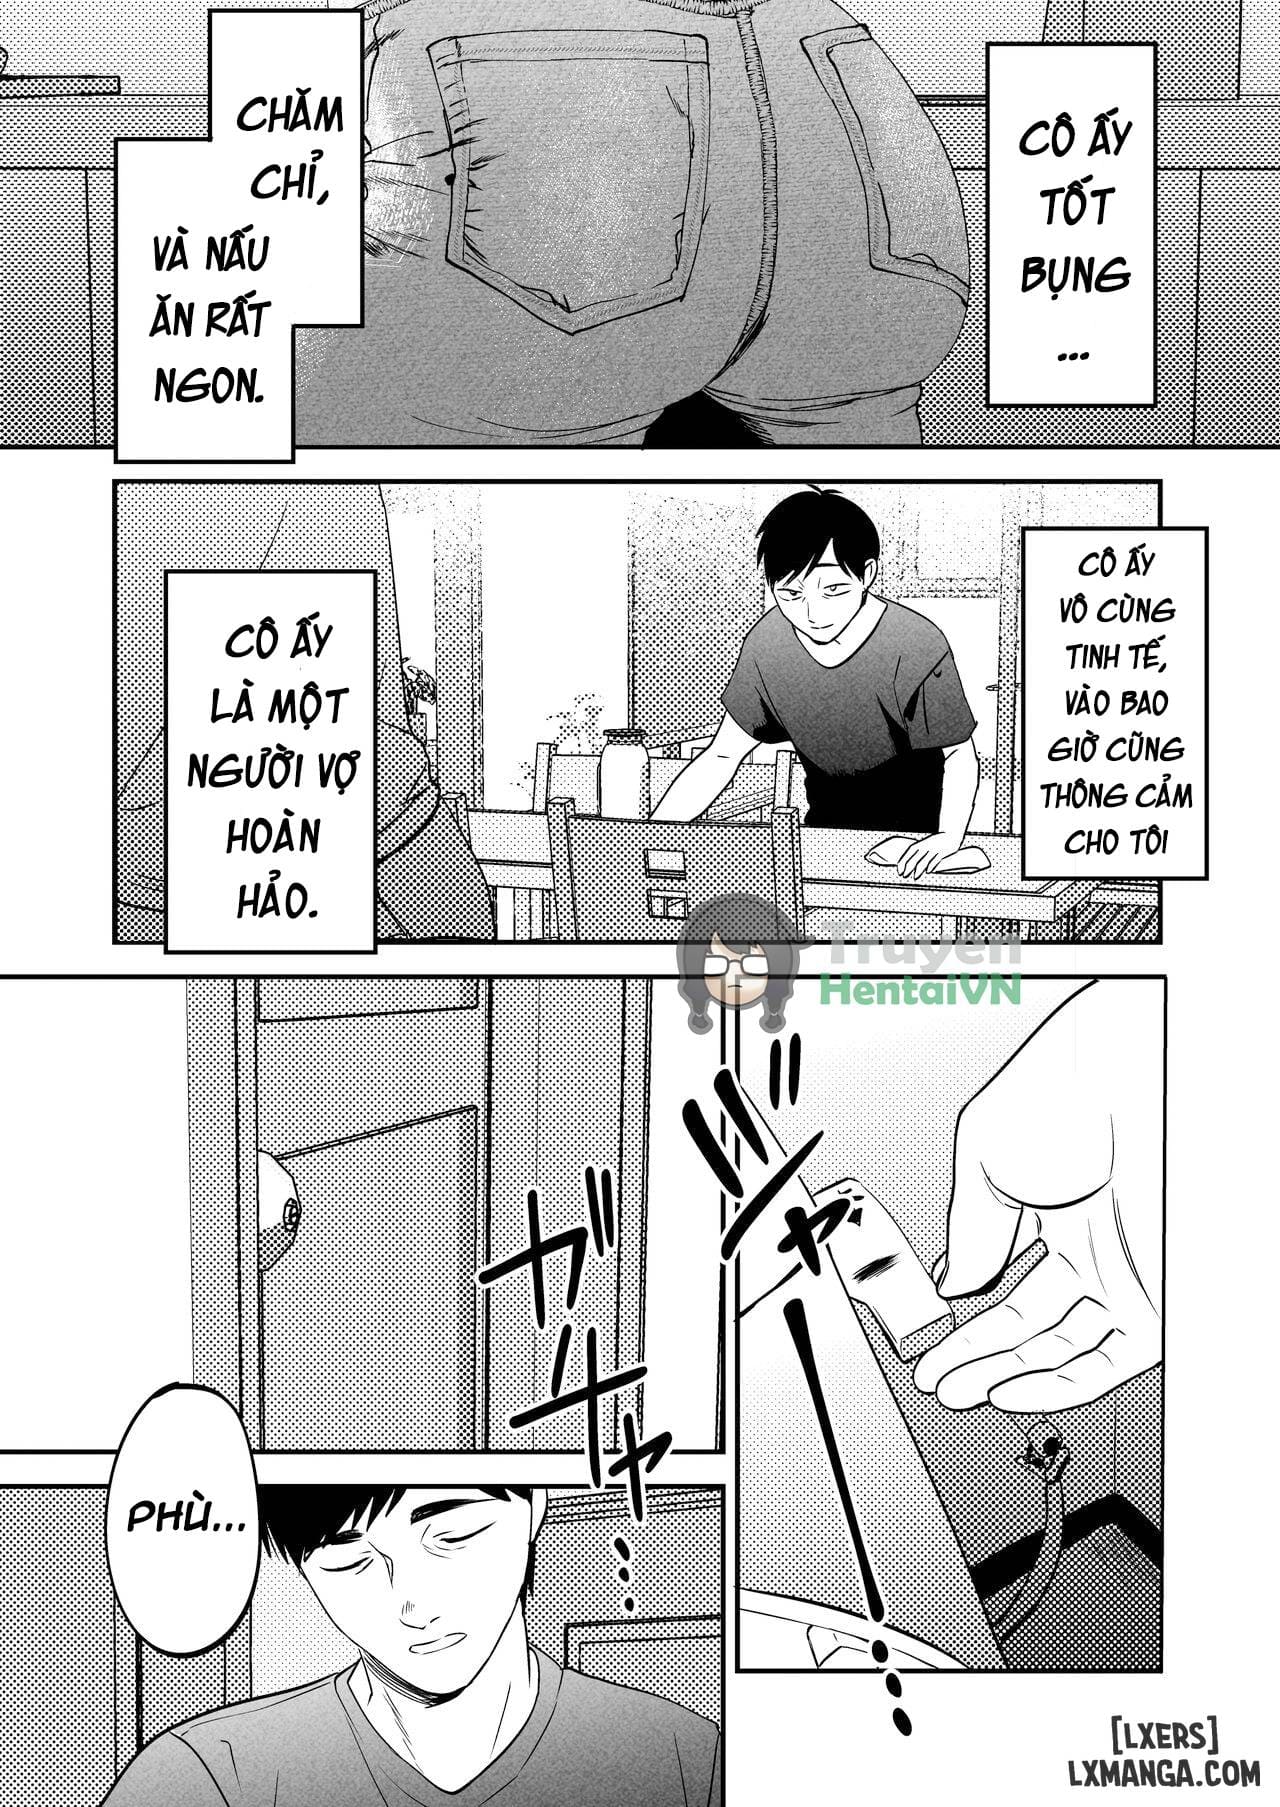 CÔ ẤY
TỐT
BỤNG
...
CHĂM
CHỈ,
VÀ NẤU
ĂN RẤT
NGON.
CÔ ẤY
VÔ CÙNG
TINH TẾ,
VÀO BAO
GIỜ CŨNG
THÔNG CẢM
CHO TÔI
CÔ ẤY
LÀ MỘT
NGƯỜI VỢ
HOÀN
HẢO.
Truyen
HentaiVN
ジャー…
ガチャ…
PHÙ...
[LXERS]
LXMANGA.COM